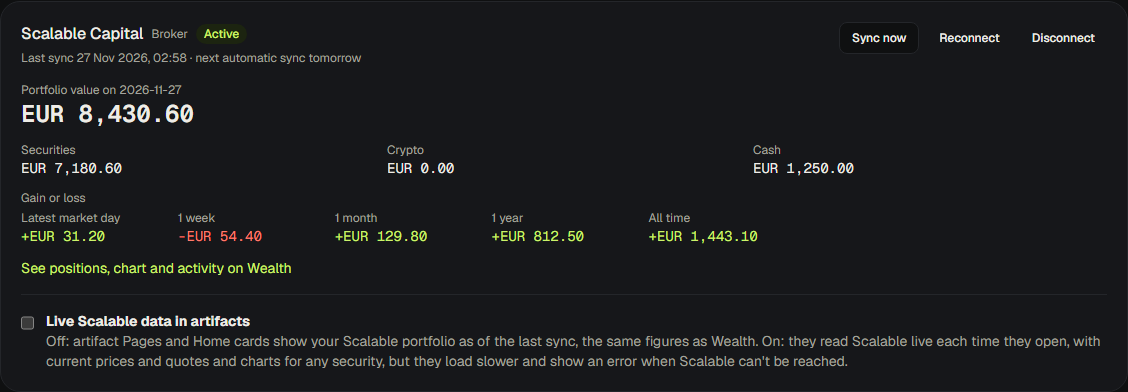 Scalable Capital Broker Active
Sync now Reconnect Disconnect
Last sync 27 Nov 2026, 02:58 · next automatic sync tomorrow
Portfolio value on 2026-11-27
EUR 8,430.60
Securities Crypto Cash
EUR 7,180.60 EUR 0.00 EUR 1,250.00
Gain or loss
Latest market day 1 week 1 month 1 year All time
+EUR 31.20 -EUR 54.40 +EUR 129.80 +EUR 812.50 +EUR 1,443.10
See positions, chart and activity on Wealth
Live Scalable data in artifacts
Off: artifact Pages and Home cards show your Scalable portfolio as of the last sync, the same figures as Wealth. On: they read Scalable live each time they open, with
current prices and quotes and charts for any security, but they load slower and show an error when Scalable can't be reached.